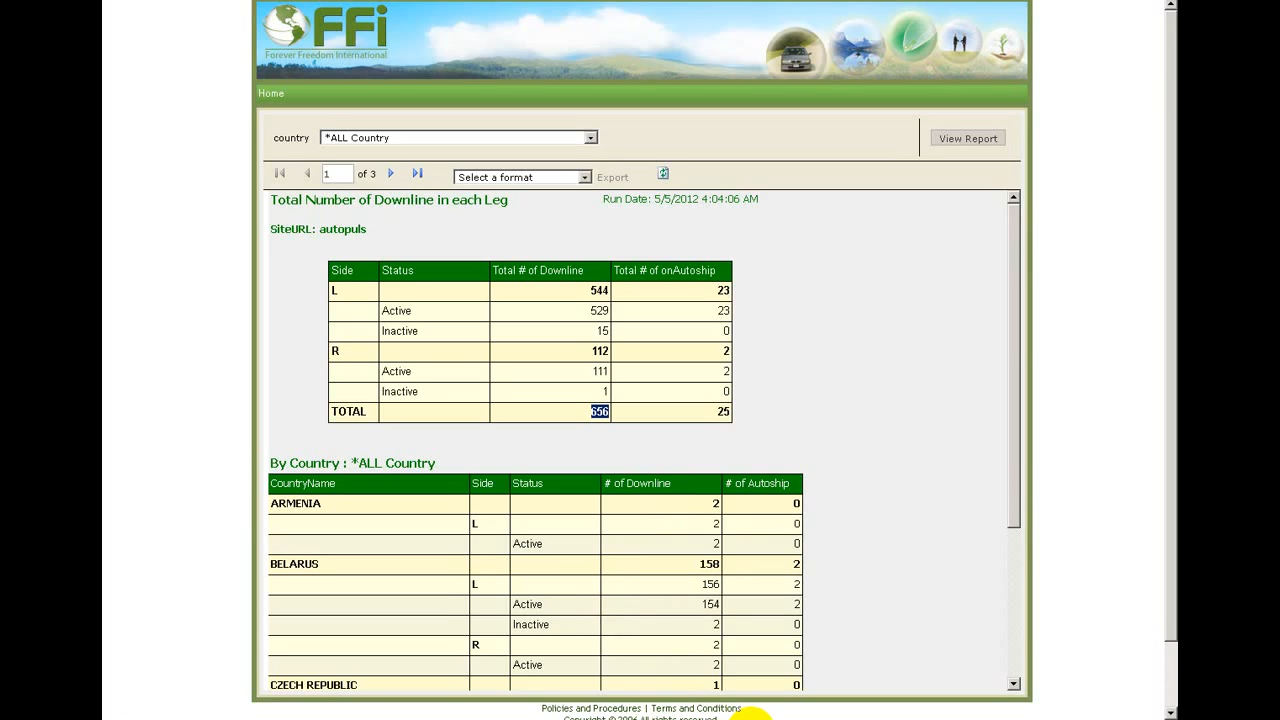 FFi
Forever Freedom International
Home
country *ALL Country View Report
1 of 3 Select a format Export
Total Number of Downline in each Leg Run Date: 5/5/2012 4:04:06 AM
SiteURL: autopuls
Side Status Total # of Downline Total # of onAutoship
L 544 23
Active 529 23
Inactive 15 0
R 112 2
Active 111 2
Inactive 1 0
TOTAL 656 25
By Country : *ALL Country
CountryName Side Status # of Downline # of Autoship
ARMENIA 2 0
L 2 0
Active 2 0
BELARUS 158 2
L 156 2
Active 154 2
Inactive 2 0
R 2 0
Active 2 0
CZECH REPUBLIC 1 0
Policies and Procedures | Terms and Conditions
Copyright © 2006 All rights reserved